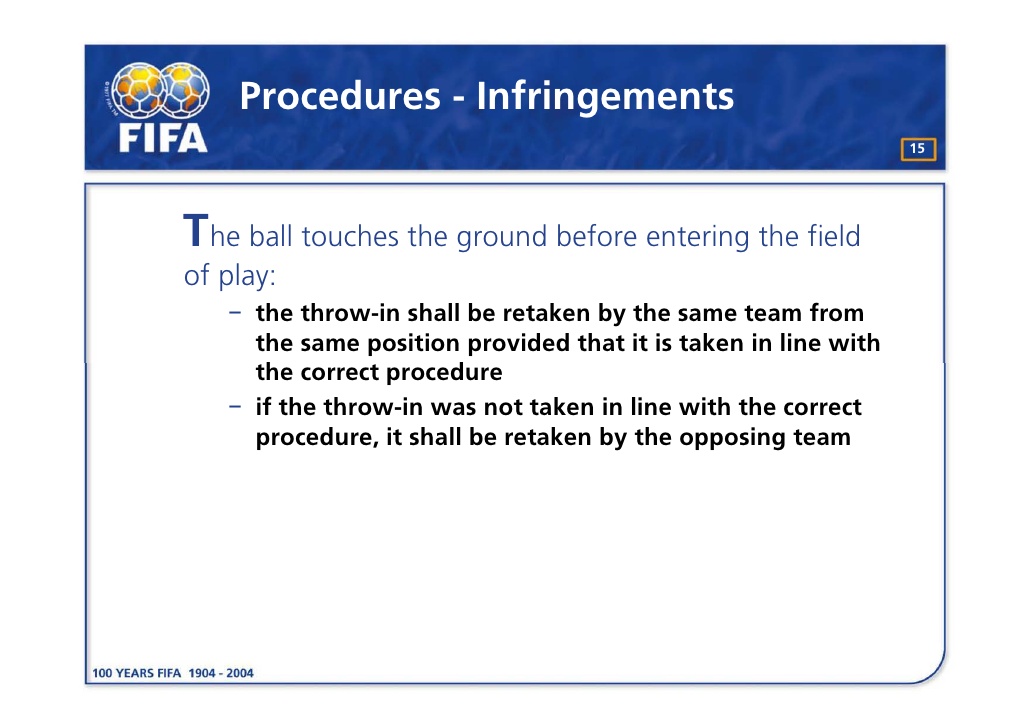 FIFA
Procedures - Infringements
15
The ball touches the ground before entering the field
of play:
– the throw-in shall be retaken by the same team from
the same position provided that it is taken in line with
the correct procedure
– if the throw-in was not taken in line with the correct
procedure, it shall be retaken by the opposing team
100 YEARS FIFA 1904 - 2004